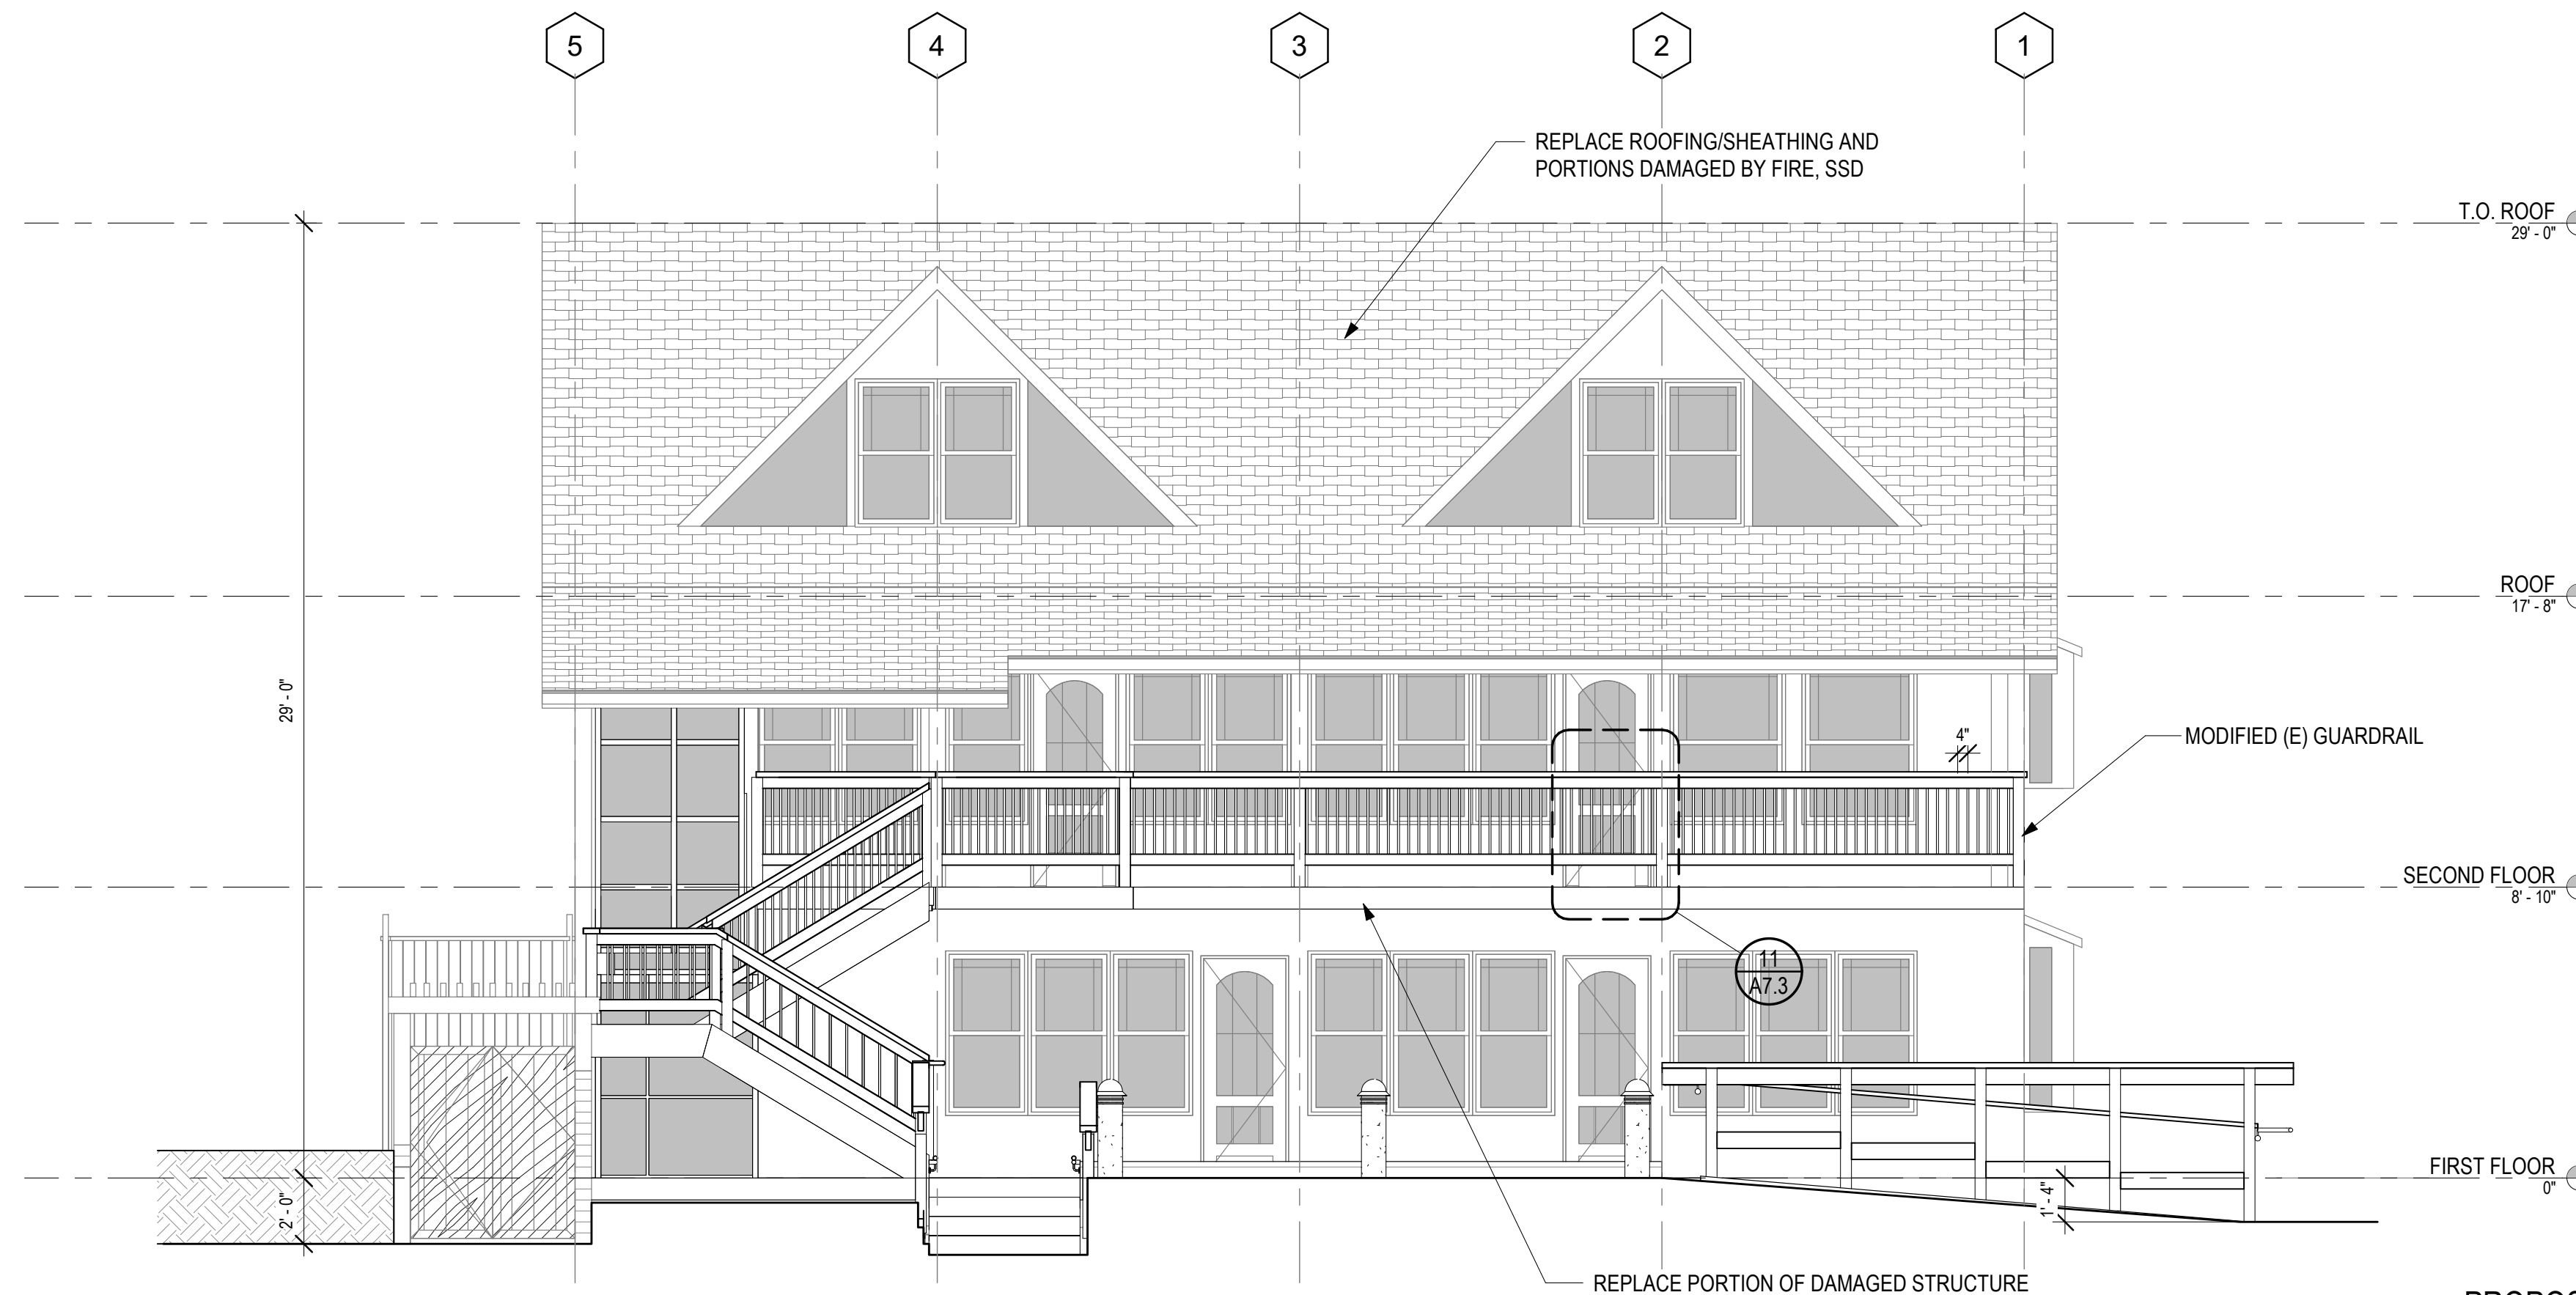 5
4
3
2
1
REPLACE ROOFING/SHEATHING AND
PORTIONS DAMAGED BY FIRE, SSD
T.O. ROOF
29' - 0"
ROOF
17' - 8"
29' - 0"
4"
MODIFIED (E) GUARDRAIL
SECOND FLOOR
8' - 10"
11
A7.3
FIRST FLOOR
0"
2' - 0"
1' - 4"
REPLACE PORTION OF DAMAGED STRUCTURE